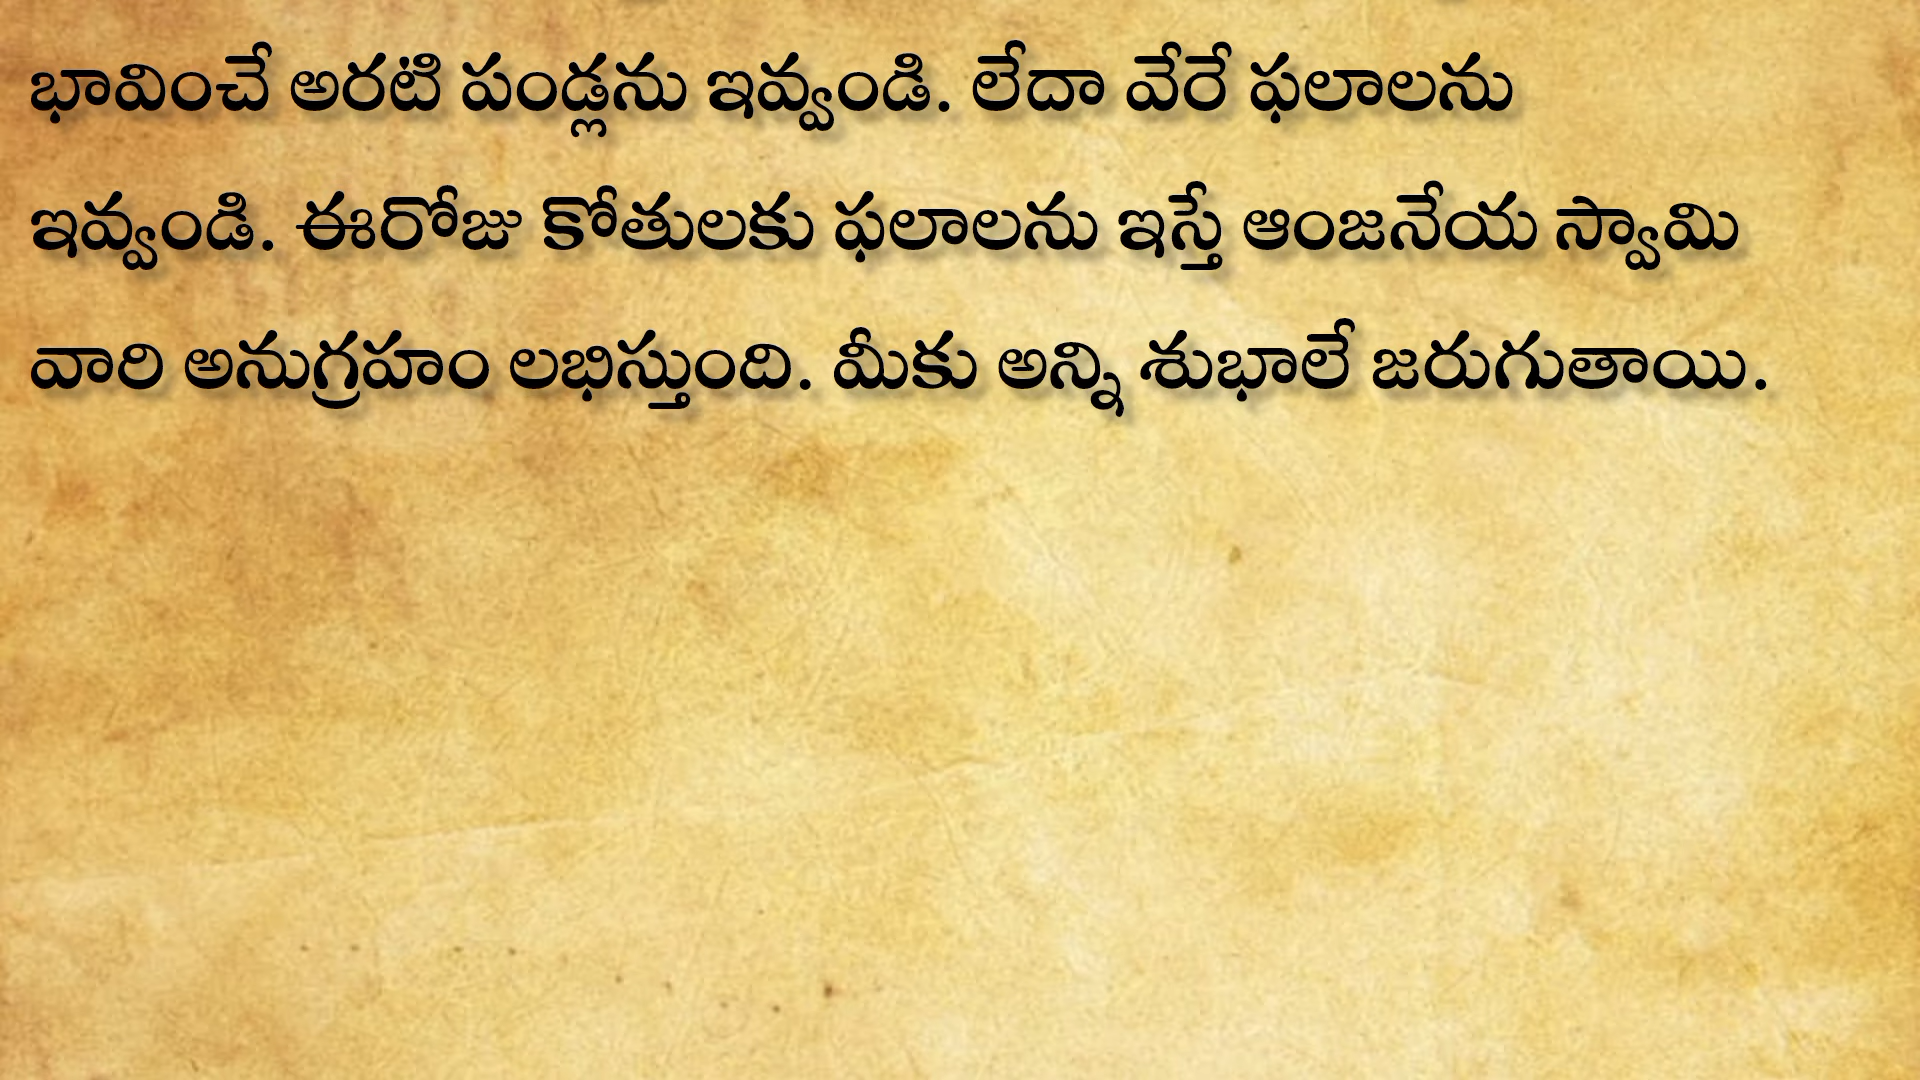 భావించే అరటి పండ్లను ఇవ్వండి. లేదా వేరే ఫలాలను
ఇవ్వండి. ఈరోజు కోతులకు ఫలాలను ఇస్తే ఆంజనేయ స్వామి
వారి అనుగ్రహం లభిస్తుంది. మీకు అన్ని శుభాలే జరుగుతాయి.